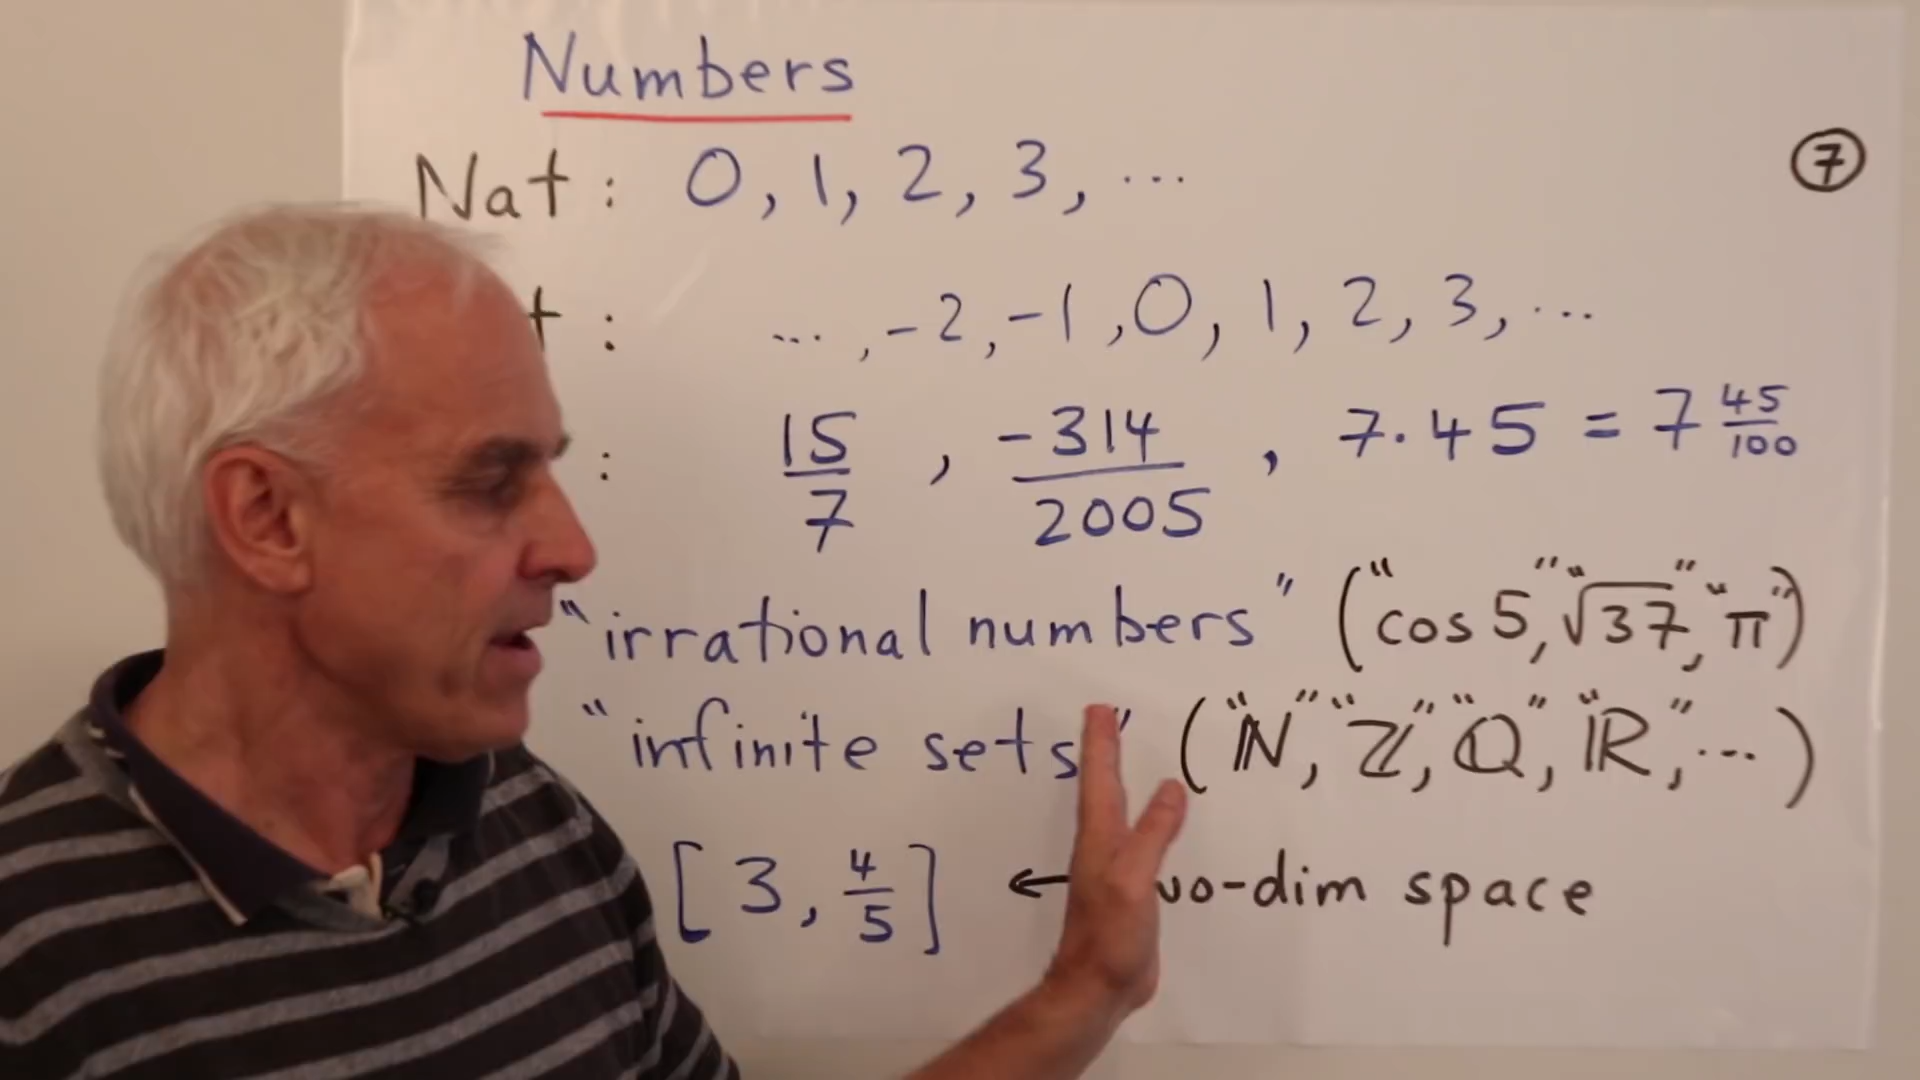 Numbers
⑦
Nat: 0, 1, 2, 3, ...
t: ..., -2, -1, 0, 1, 2, 3, ...
: 15/7, -314/2005, 7.45 = 7 45/100
"irrational numbers" ("cos 5", "√37", "π")
"infinite sets" ("ℕ", "ℤ", "ℚ", "ℝ", ...)
[3, 4/5] ← wo-dim space